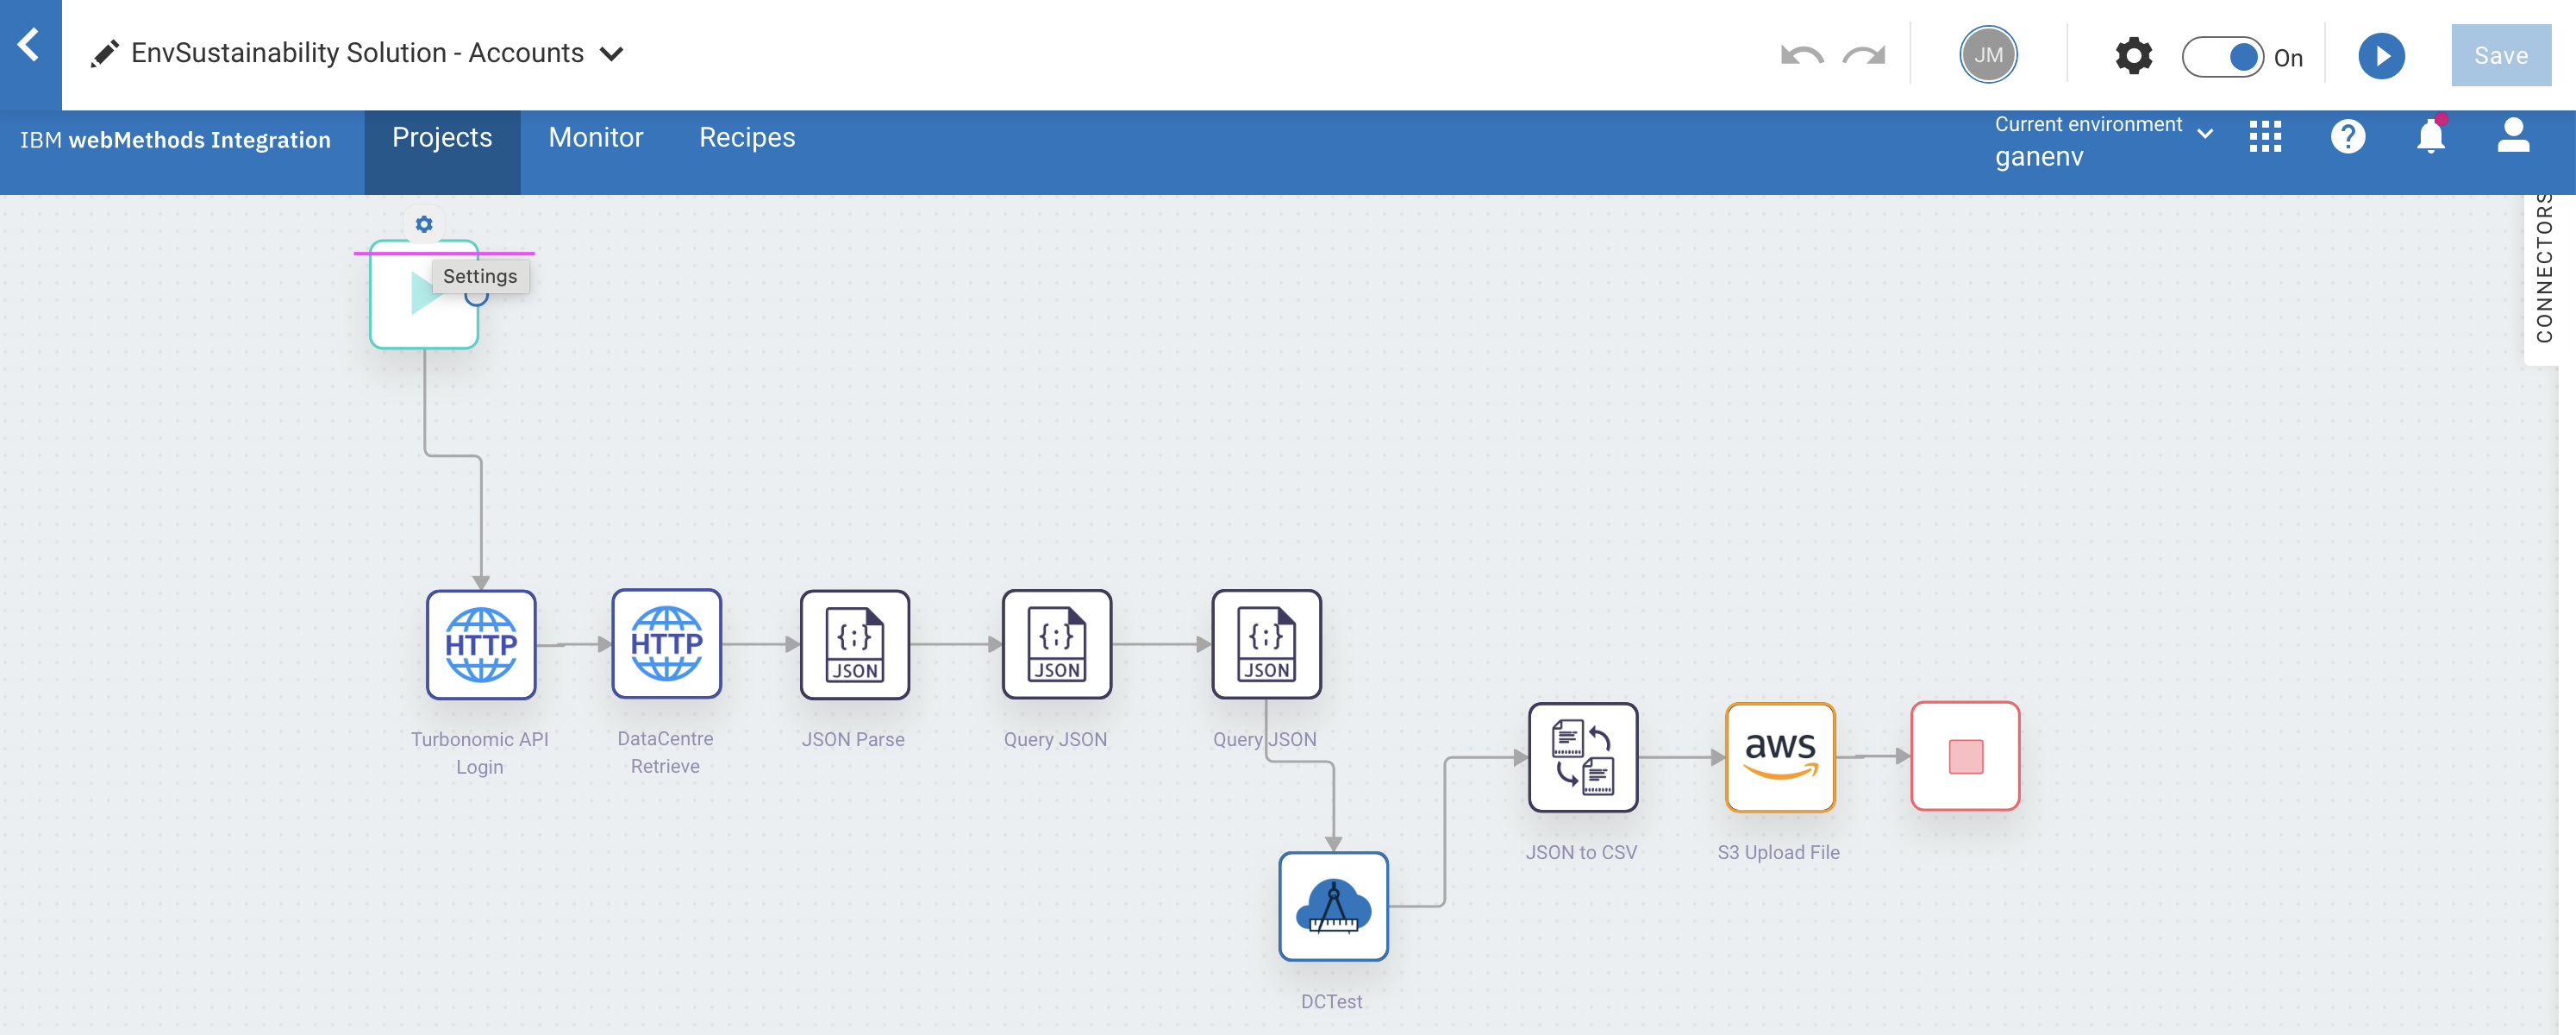 EnvSustainability Solution - Accounts
JM
On
Save
IBM webMethods Integration
Projects
Monitor
Recipes
Current environment
ganenv
CONNECTORS
Settings
HTTP
HTTP
{:}
JSON
{:}
JSON
{:}
JSON
Turbonomic API
Login
DataCentre
Retrieve
JSON Parse
Query JSON
Query JSON
aws
JSON to CSV
S3 Upload File
DCTest